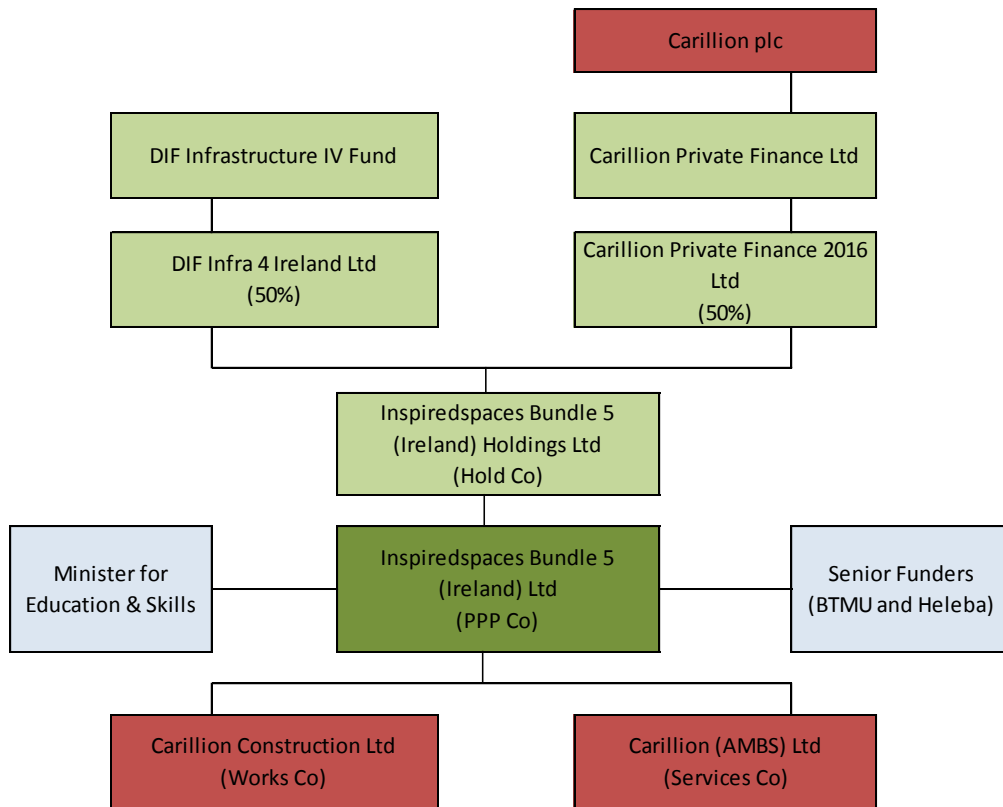 Carillion plc
DIF Infrastructure IV Fund
Carillion Private Finance Ltd
DIF Infra 4 Ireland Ltd
(50%)
Carillion Private Finance 2016
Ltd
(50%)
Inspiredspaces Bundle 5
(Ireland) Holdings Ltd
(Hold Co)
Minister for
Education & Skills
Inspiredspaces Bundle 5
(Ireland) Ltd
(PPP Co)
Senior Funders
(BTMU and Heleba)
Carillion Construction Ltd
(Works Co)
Carillion (AMBS) Ltd
(Services Co)